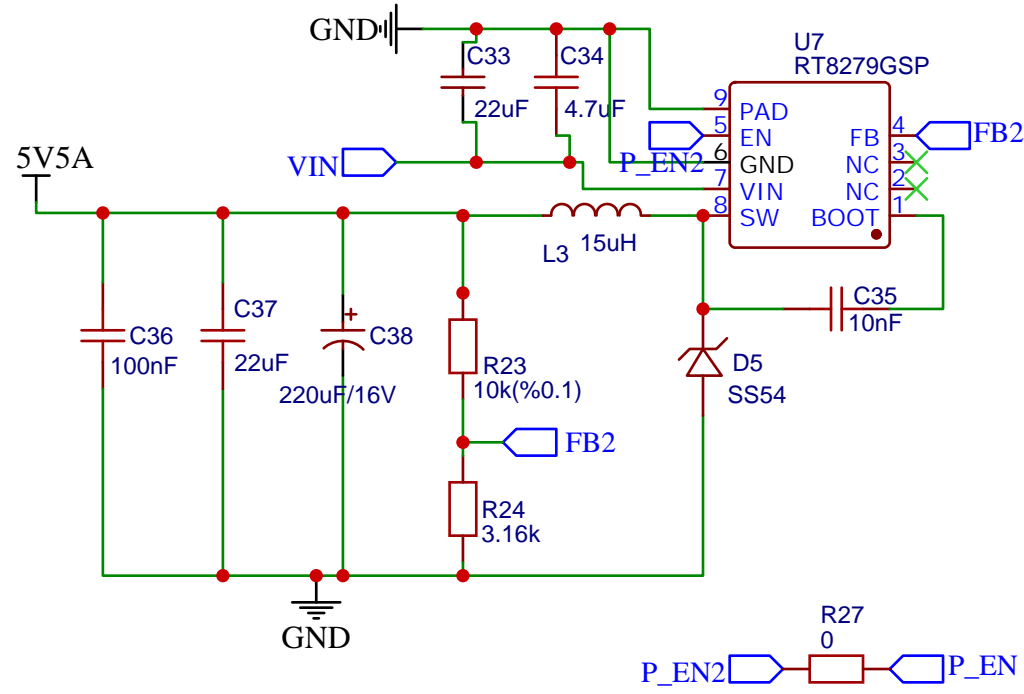 GND
C33
22uF
C34
4.7uF
U7
RT8279GSP
9 PAD
5 EN
6 GND
7 VIN
8 SW
FB 4
NC 3
NC 2
BOOT 1
FB2
P_EN2
VIN
5V5A
L3
15uH
C35
10nF
C36
100nF
C37
22uF
+
C38
220uF/16V
R23
10k(%0.1)
D5
SS54
FB2
R24
3.16k
GND
R27
0
P_EN2
P_EN